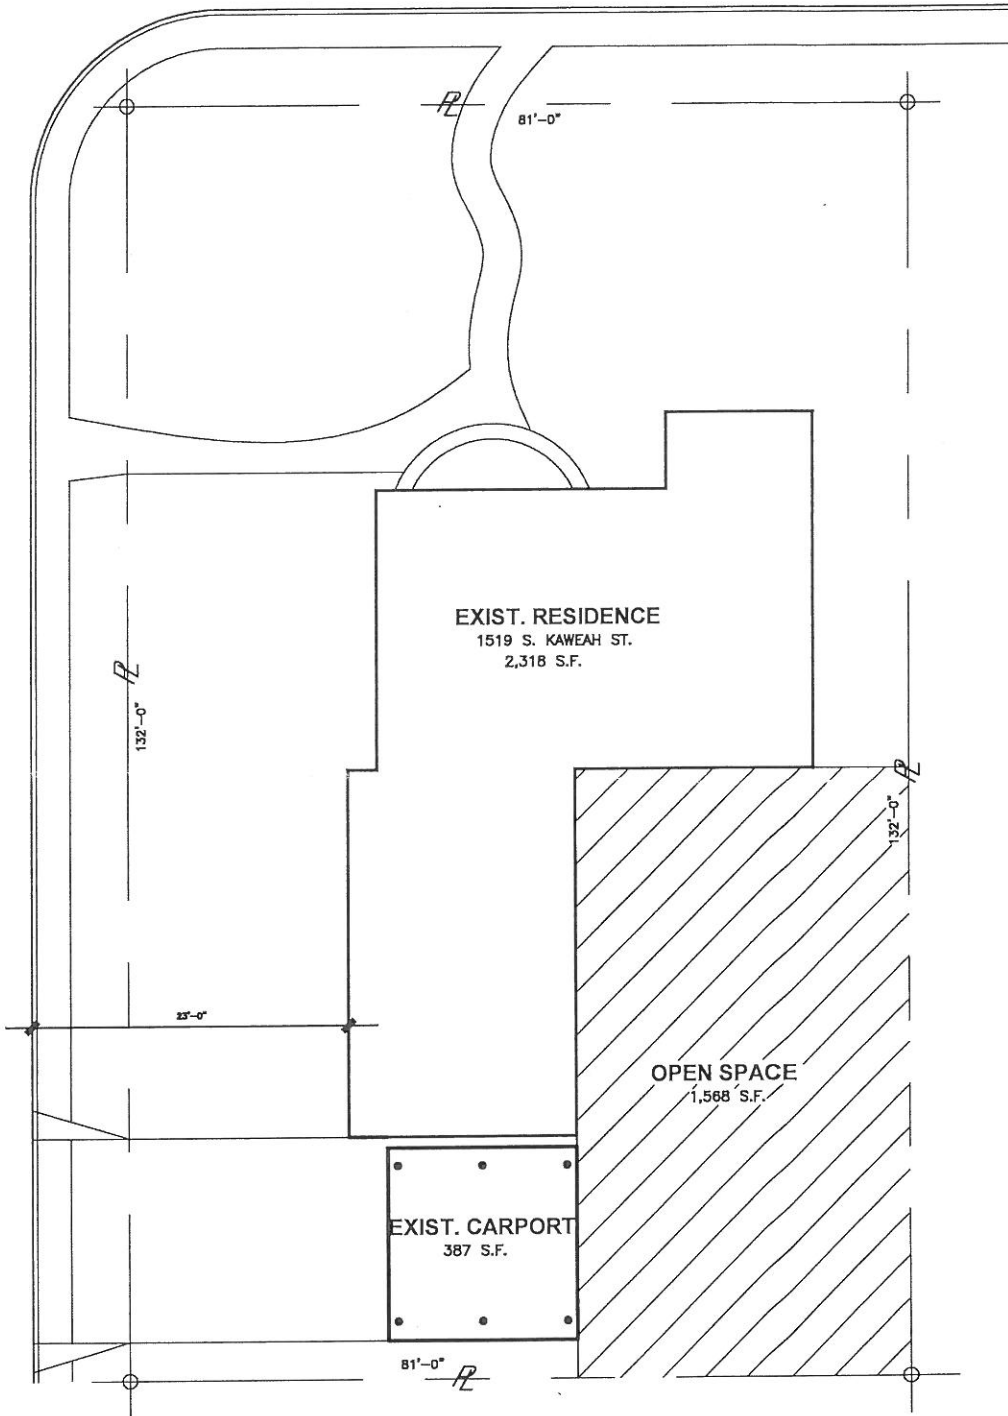 PL
81'-0"
EXIST. RESIDENCE
1519 S. KAWEAH ST.
2,318 S.F.
PL
132'-0"
PL
132'-0"
23'-0"
OPEN SPACE
1,568 S.F.
EXIST. CARPORT
387 S.F.
81'-0"
PL